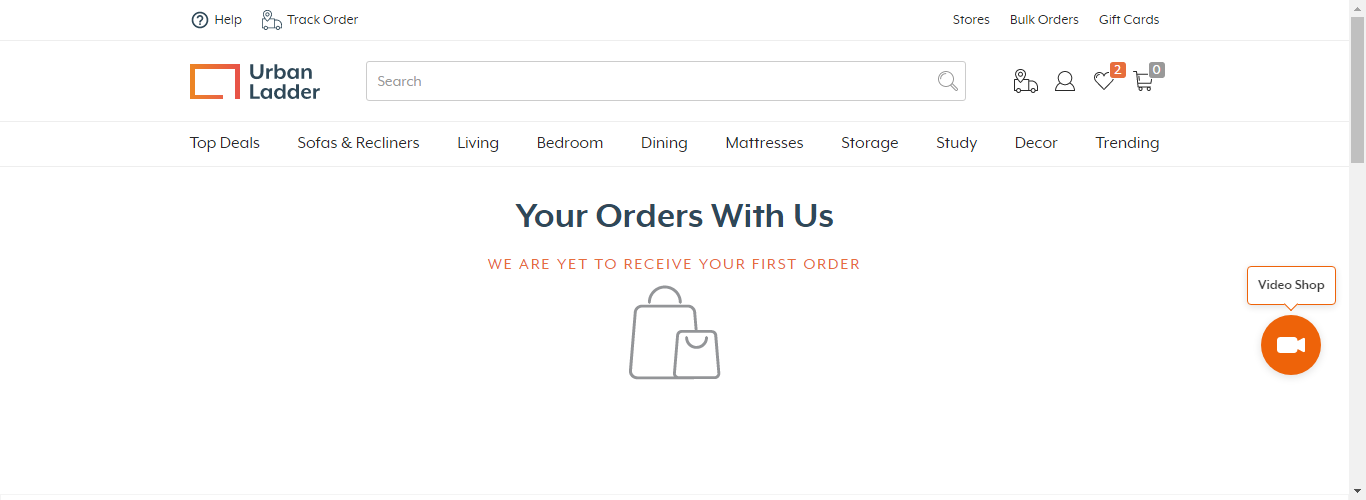 Help Track Order Stores Bulk Orders Gift Cards
Urban
Ladder
Search
2
0
Top Deals Sofas & Recliners Living Bedroom Dining Mattresses Storage Study Decor Trending
Your Orders With Us
WE ARE YET TO RECEIVE YOUR FIRST ORDER
Video Shop